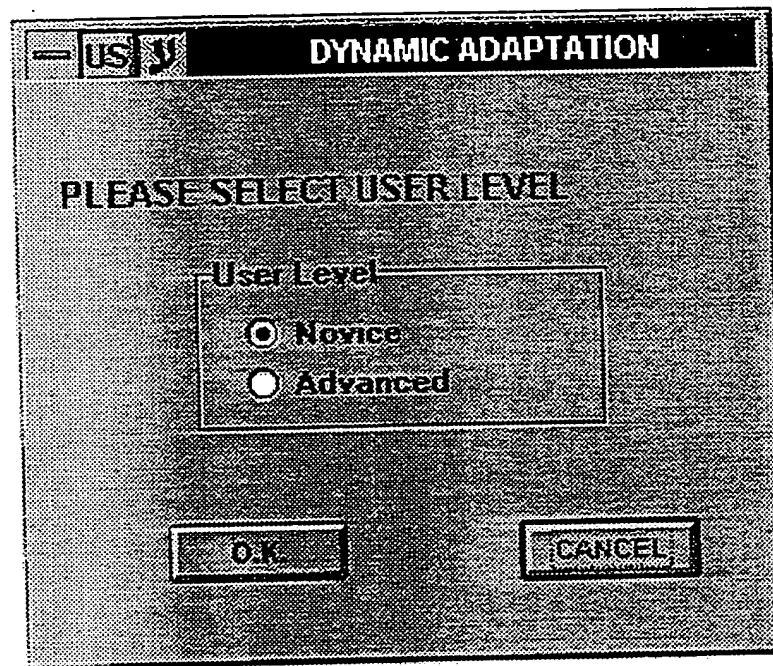 US DYNAMIC ADAPTATION
PLEASE SELECT USER LEVEL
User Level
Novice
Advanced
O.K.
CANCEL